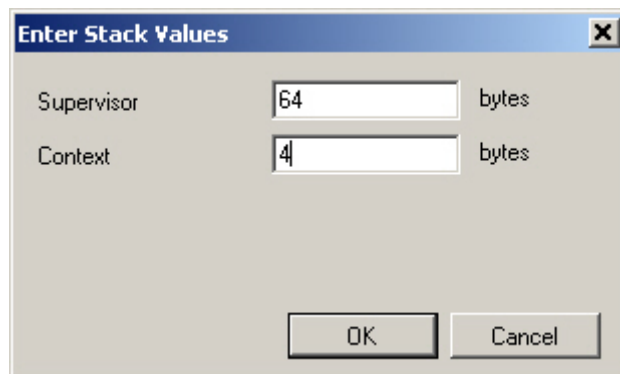 Enter Stack Values
Supervisor 64 bytes
Context 4 bytes
OK Cancel